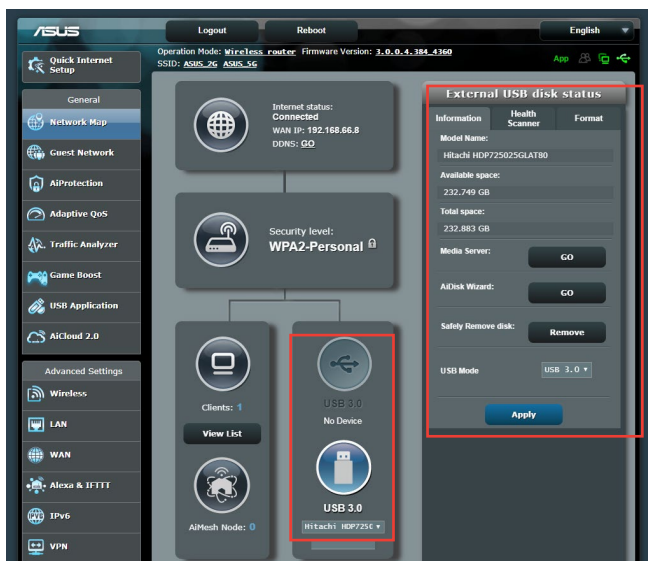 ASUS
Logout
Reboot
English
Operation Mode: Wireless router Firmware Version: 3.0.0.4.384_4360
SSID: ASUS_2G ASUS_5G
App
Quick Internet
Setup
General
Network Map
Guest Network
AiProtection
Adaptive QoS
Traffic Analyzer
Game Boost
USB Application
AiCloud 2.0
Advanced Settings
Wireless
LAN
WAN
Alexa & IFTTT
IPv6
VPN
Internet status:
Connected
WAN IP: 192.168.66.8
DDNS: GO
Security level:
WPA2-Personal
Clients: 1
View List
AiMesh Node: 0
USB 3.0
No Device
USB 3.0
Hitachi HDP725C
External USB disk status
Information
Health
Scanner
Format
Model Name:
Hitachi HDP725025GLAT80
Available space:
232.749 GB
Total space:
232.883 GB
Media Server:
GO
AiDisk Wizard:
GO
Safely Remove disk:
Remove
USB Mode
USB 3.0
Apply